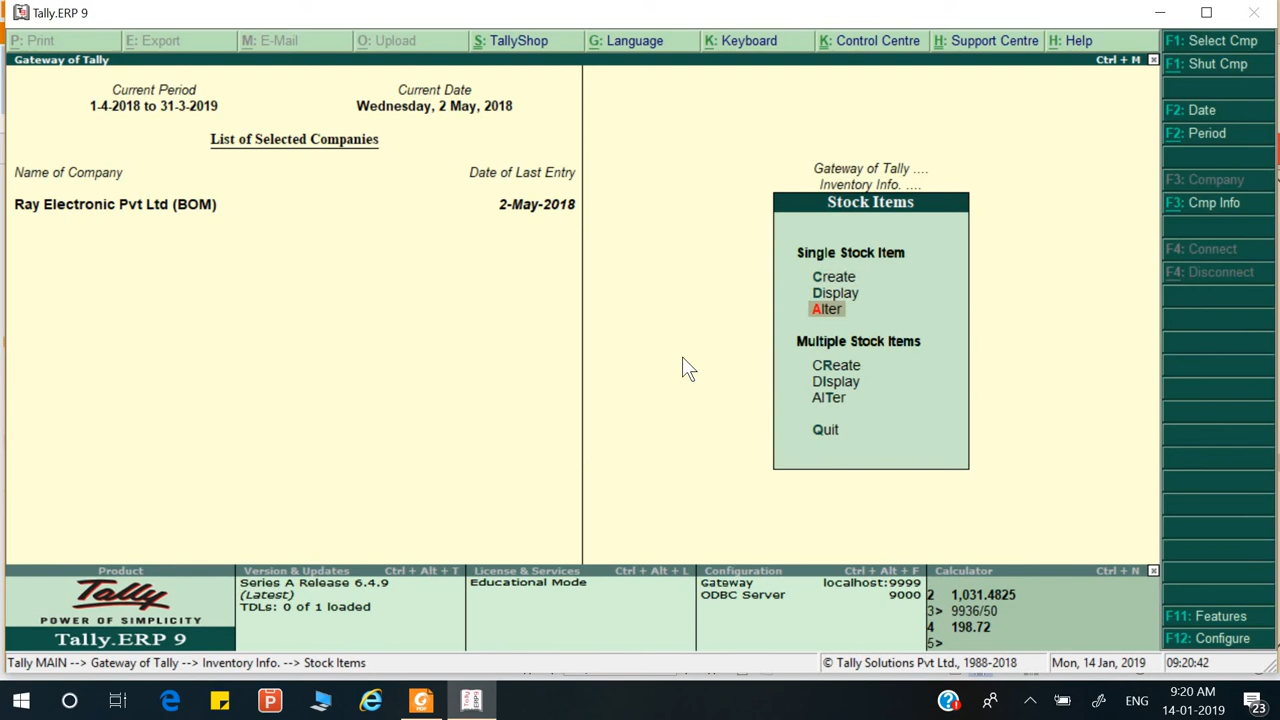 Tally.ERP 9
P: Print
E: Export
M: E-Mail
O: Upload
S: TallyShop
G: Language
K: Keyboard
K: Control Centre
H: Support Centre
H: Help
F1: Select Cmp
F1: Shut Cmp
F2: Date
F2: Period
F3: Company
F3: Cmp Info
F4: Connect
F4: Disconnect
F11: Features
F12: Configure
Gateway of Tally
Ctrl + M
Current Period
1-4-2018 to 31-3-2019
Current Date
Wednesday, 2 May, 2018
List of Selected Companies
Name of Company
Date of Last Entry
Ray Electronic Pvt Ltd (BOM)
2-May-2018
Gateway of Tally ....
Inventory Info. ....
Stock Items
Single Stock Item
Create
Display
Alter
Multiple Stock Items
CReate
DIsplay
AlTer
Quit
Product
Tally
POWER OF SIMPLICITY
Tally.ERP 9
Version & Updates
Ctrl + Alt + T
Series A Release 6.4.9
(Latest)
TDLs: 0 of 1 loaded
License & Services
Ctrl + Alt + L
Educational Mode
Configuration
Ctrl + Alt + F
Gateway
localhost:9999
ODBC Server
9000
Calculator
Ctrl + N
2 1,031.4825
3> 9936/50
4 198.72
5>
Tally MAIN --> Gateway of Tally --> Inventory Info. --> Stock Items
© Tally Solutions Pvt Ltd., 1988-2018
Mon, 14 Jan, 2019
09:20:42
ENG
9:20 AM
14-01-2019
23